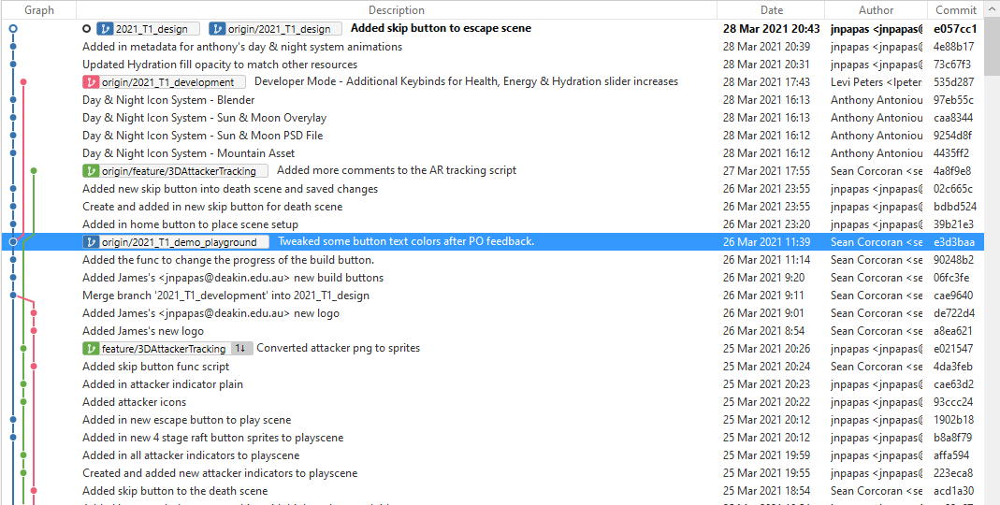 Graph Description Date Author Commit
2021_T1_design origin/2021_T1_design Added skip button to escape scene 28 Mar 2021 20:43 jnpapas <jnpapas@ e057cc1
Added in metadata for anthony's day & night system animations 28 Mar 2021 20:39 jnpapas <jnpapas@ 4e88b17
Updated Hydration fill opacity to match other resources 28 Mar 2021 20:31 jnpapas <jnpapas@ 73c67f3
origin/2021_T1_development Developer Mode - Additional Keybinds for Health, Energy & Hydration slider increases 28 Mar 2021 17:43 Levi Peters <lpeter 535d287
Day & Night Icon System - Blender 28 Mar 2021 16:13 Anthony Antoniou 97eb55c
Day & Night Icon System - Sun & Moon Overylay 28 Mar 2021 16:13 Anthony Antoniou caa8344
Day & Night Icon System - Sun & Moon PSD File 28 Mar 2021 16:12 Anthony Antoniou 9254d8f
Day & Night Icon System - Mountain Asset 28 Mar 2021 16:12 Anthony Antoniou 4435ff2
origin/feature/3DAttackerTracking Added more comments to the AR tracking script 27 Mar 2021 17:55 Sean Corcoran <se 4a8f9e8
Added new skip button into death scene and saved changes 26 Mar 2021 23:55 jnpapas <jnpapas@ 02c665c
Create and added in new skip button for death scene 26 Mar 2021 23:55 jnpapas <jnpapas@ bdbd524
Added in home button to place scene setup 26 Mar 2021 23:20 jnpapas <jnpapas@ 39b21e3
origin/2021_T1_demo_playground Tweaked some button text colors after PO feedback. 26 Mar 2021 11:39 Sean Corcoran <se e3d3baa
Added the func to change the progress of the build button. 26 Mar 2021 11:14 Sean Corcoran <se 90248b2
Added James's <jnpapas@deakin.edu.au> new build buttons 26 Mar 2021 9:20 Sean Corcoran <se 06fc3fe
Merge branch '2021_T1_development' into 2021_T1_design 26 Mar 2021 9:11 Sean Corcoran <se cae9640
Added James's <jnpapas@deakin.edu.au> new logo 26 Mar 2021 9:01 Sean Corcoran <se de722d4
Added James's new logo 26 Mar 2021 8:54 Sean Corcoran <se a8ea621
feature/3DAttackerTracking 1↓ Converted attacker png to sprites 25 Mar 2021 20:26 jnpapas <jnpapas@ e021547
Added skip button func script 25 Mar 2021 20:24 Sean Corcoran <se 4da3feb
Added in attacker indicator plain 25 Mar 2021 20:23 jnpapas <jnpapas@ cae63d2
Added attacker icons 25 Mar 2021 20:22 jnpapas <jnpapas@ 93ccc24
Added in new escape button to play scene 25 Mar 2021 20:12 jnpapas <jnpapas@ 1902b18
Added in new 4 stage raft button sprites to playscene 25 Mar 2021 20:12 jnpapas <jnpapas@ b8a8f79
Added in all attacker indicators to playscene 25 Mar 2021 19:59 jnpapas <jnpapas@ affa594
Created and added new attacker indicators to playscene 25 Mar 2021 19:59 jnpapas <jnpapas@ 223eca8
Added skip button to the death scene 25 Mar 2021 18:54 Sean Corcoran <se acd1a30